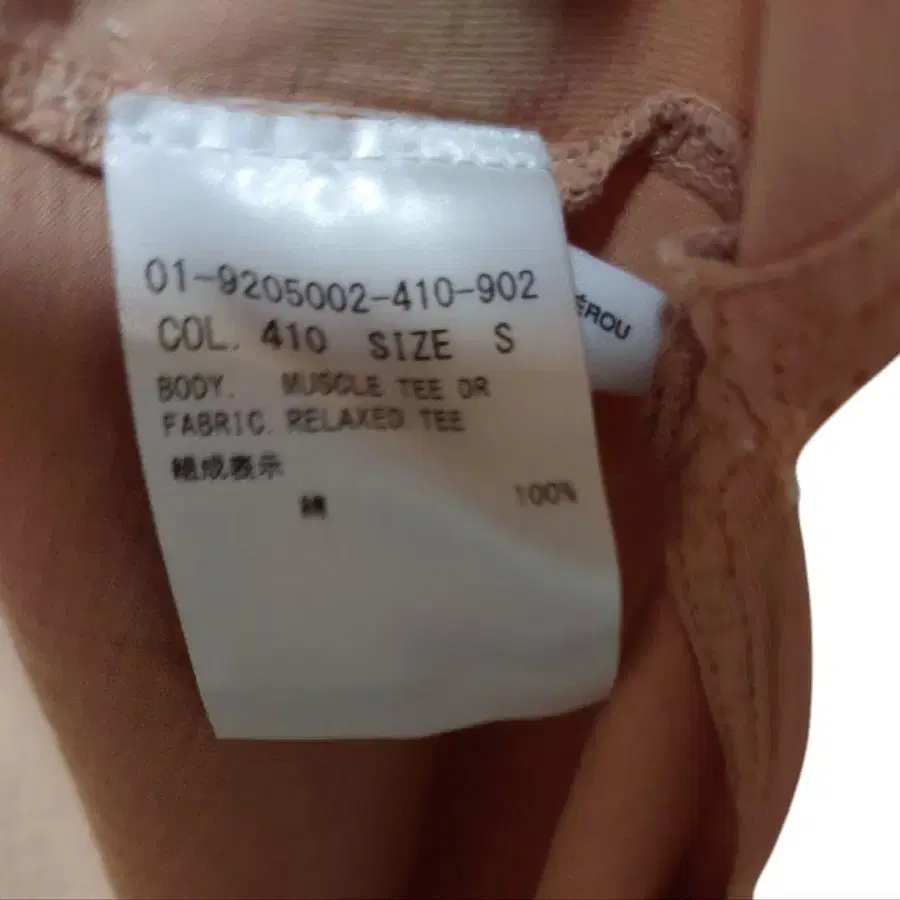 01-9205002-410-902
COL. 410 SIZE S
BODY. MUSCLE TEE OR
FABRIC. RELAXED TEE
組成表示
綿 100%
ÉROU